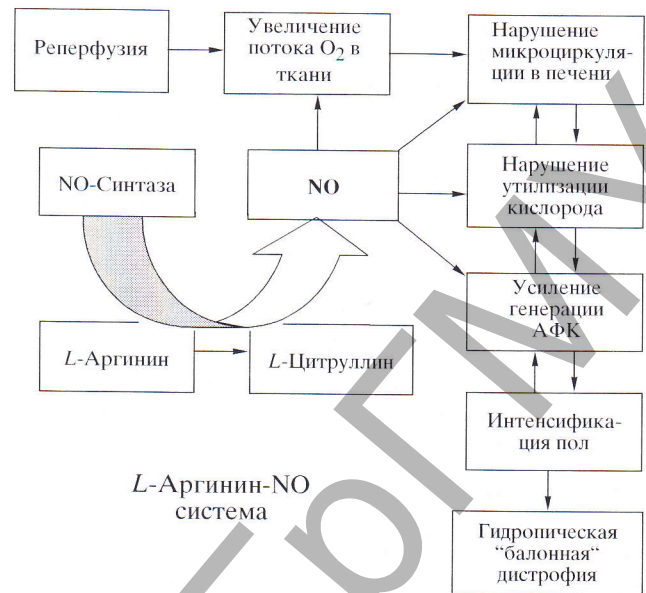 Реперфузия
Увеличение
потока O₂ в
ткани
Нарушение
микроциркуля-
ции в печени
NO-Синтаза
NO
Нарушение
утилизации
кислорода
Усиление
генерации
АФК
L-Аргинин
L-Цитруллин
Интенсифика-
ция пол
L-Аргинин-NO
система
Гидропическая
“балонная“
дистрофия
ГрГМУ